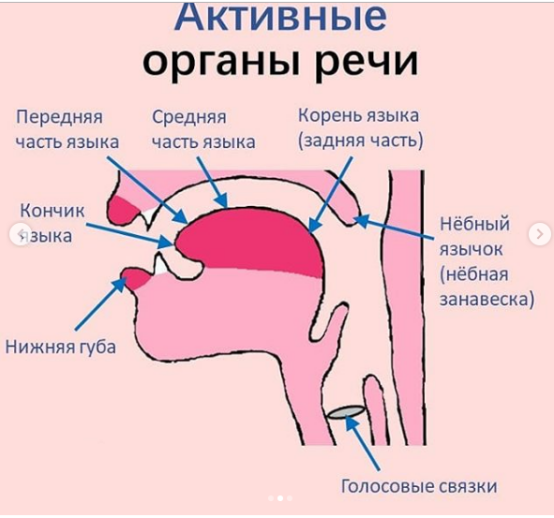 Активные
органы речи
Передняя
часть языка
Средняя
часть языка
Корень языка
(задняя часть)
Кончик
языка
Нёбный
язычок
(нёбная
занавеска)
Нижняя губа
Голосовые связки